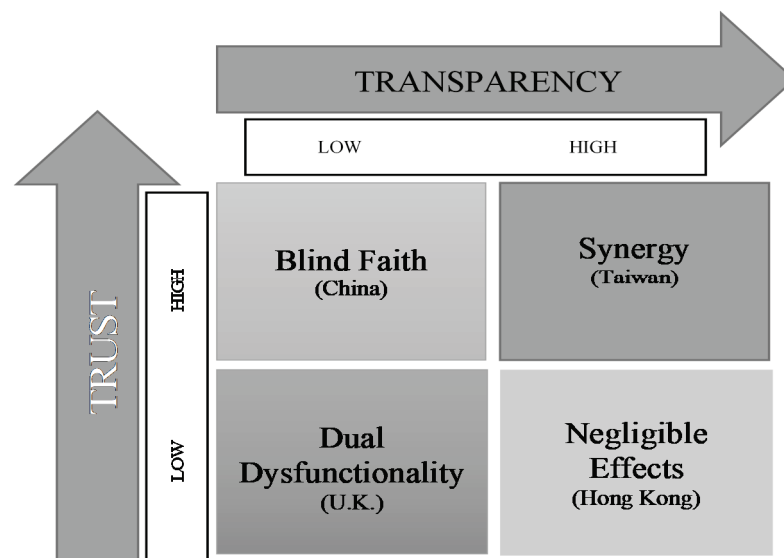 TRANSPARENCY
LOW HIGH
TRUST
HIGH
LOW
Blind Faith
(China)
Synergy
(Taiwan)
Dual
Dysfunctionality
(U.K.)
Negligible
Effects
(Hong Kong)